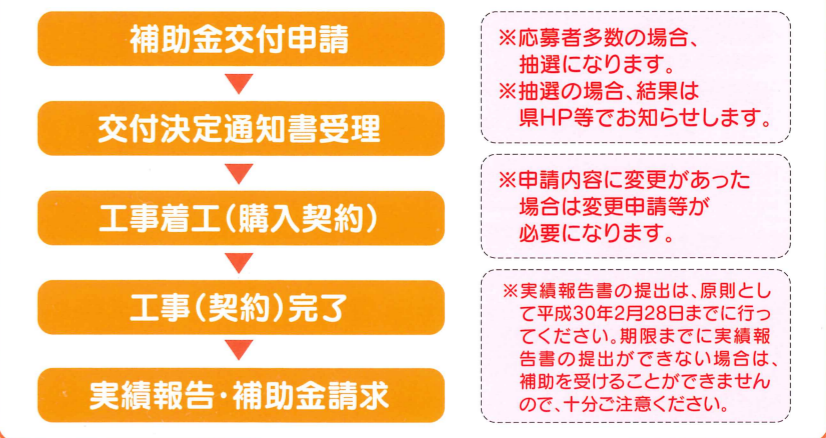 補助金交付申請
交付決定通知書受理
工事着工(購入契約)
工事(契約)完了
実績報告・補助金請求
※応募者多数の場合、
抽選になります。
※抽選の場合、結果は
県HP等でお知らせします。
※申請内容に変更があった
場合は変更申請等が
必要になります。
※実績報告書の提出は、原則とし
て平成30年2月28日までに行っ
てください。期限までに実績報
告書の提出ができない場合は、
補助を受けることができません
ので、十分ご注意ください。